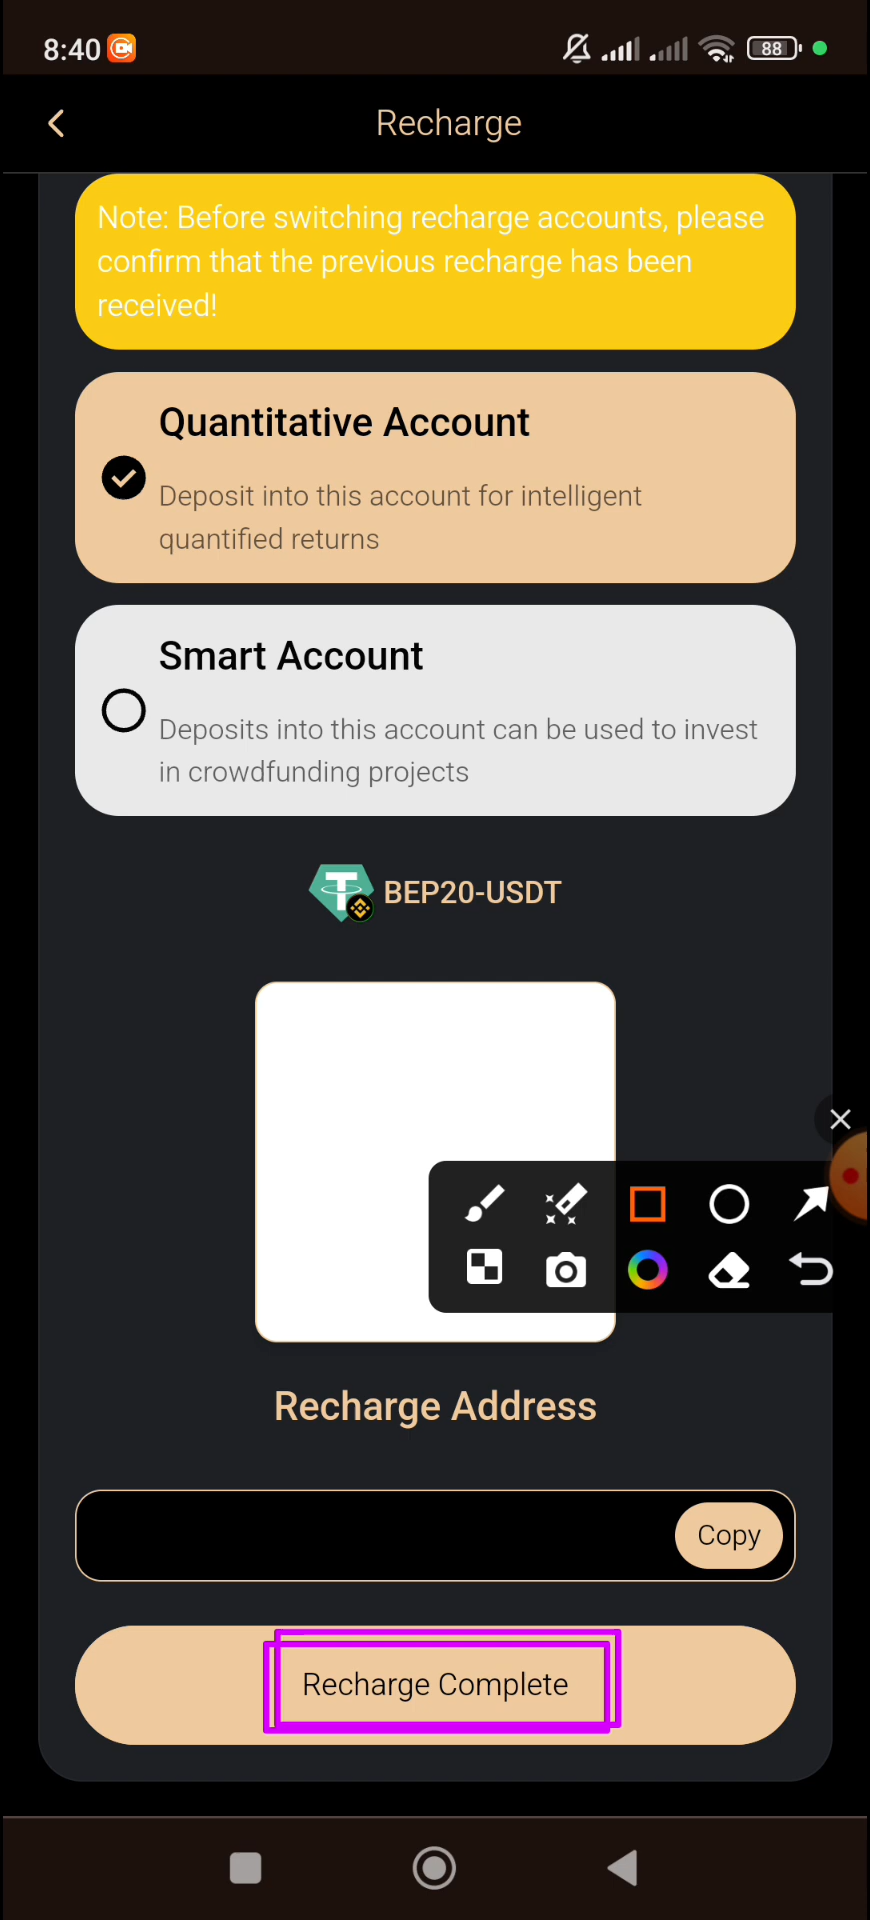 8:40
88
Recharge
Note: Before switching recharge accounts, please
confirm that the previous recharge has been
received!
Quantitative Account
Deposit into this account for intelligent
quantified returns
Smart Account
Deposits into this account can be used to invest
in crowdfunding projects
BEP20-USDT
Recharge Address
Copy
Recharge Complete